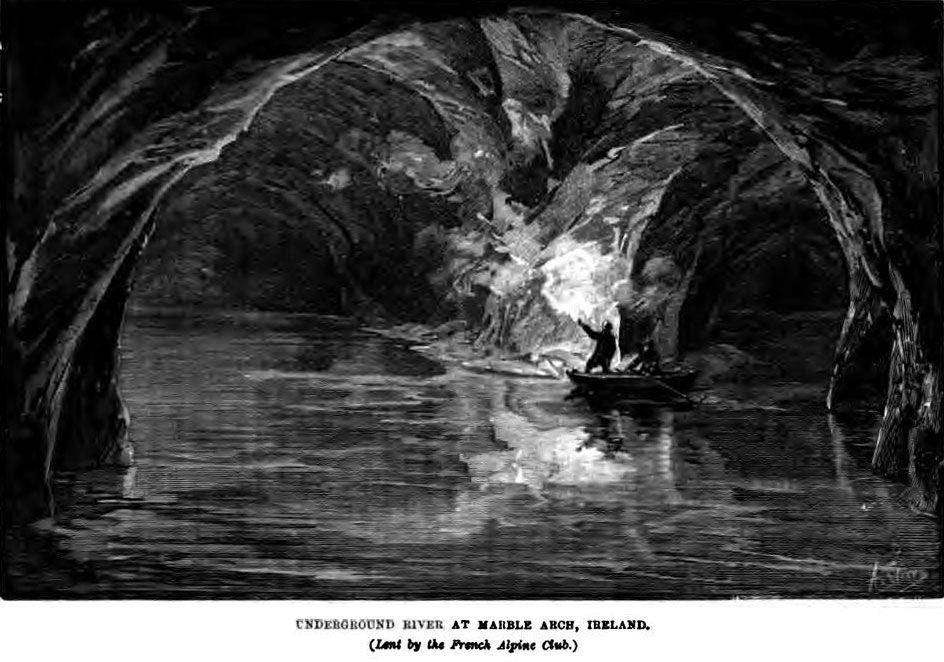 UNDERGROUND RIVER AT MARBLE ARCH, IRELAND.
(Lent by the French Alpine Club.)